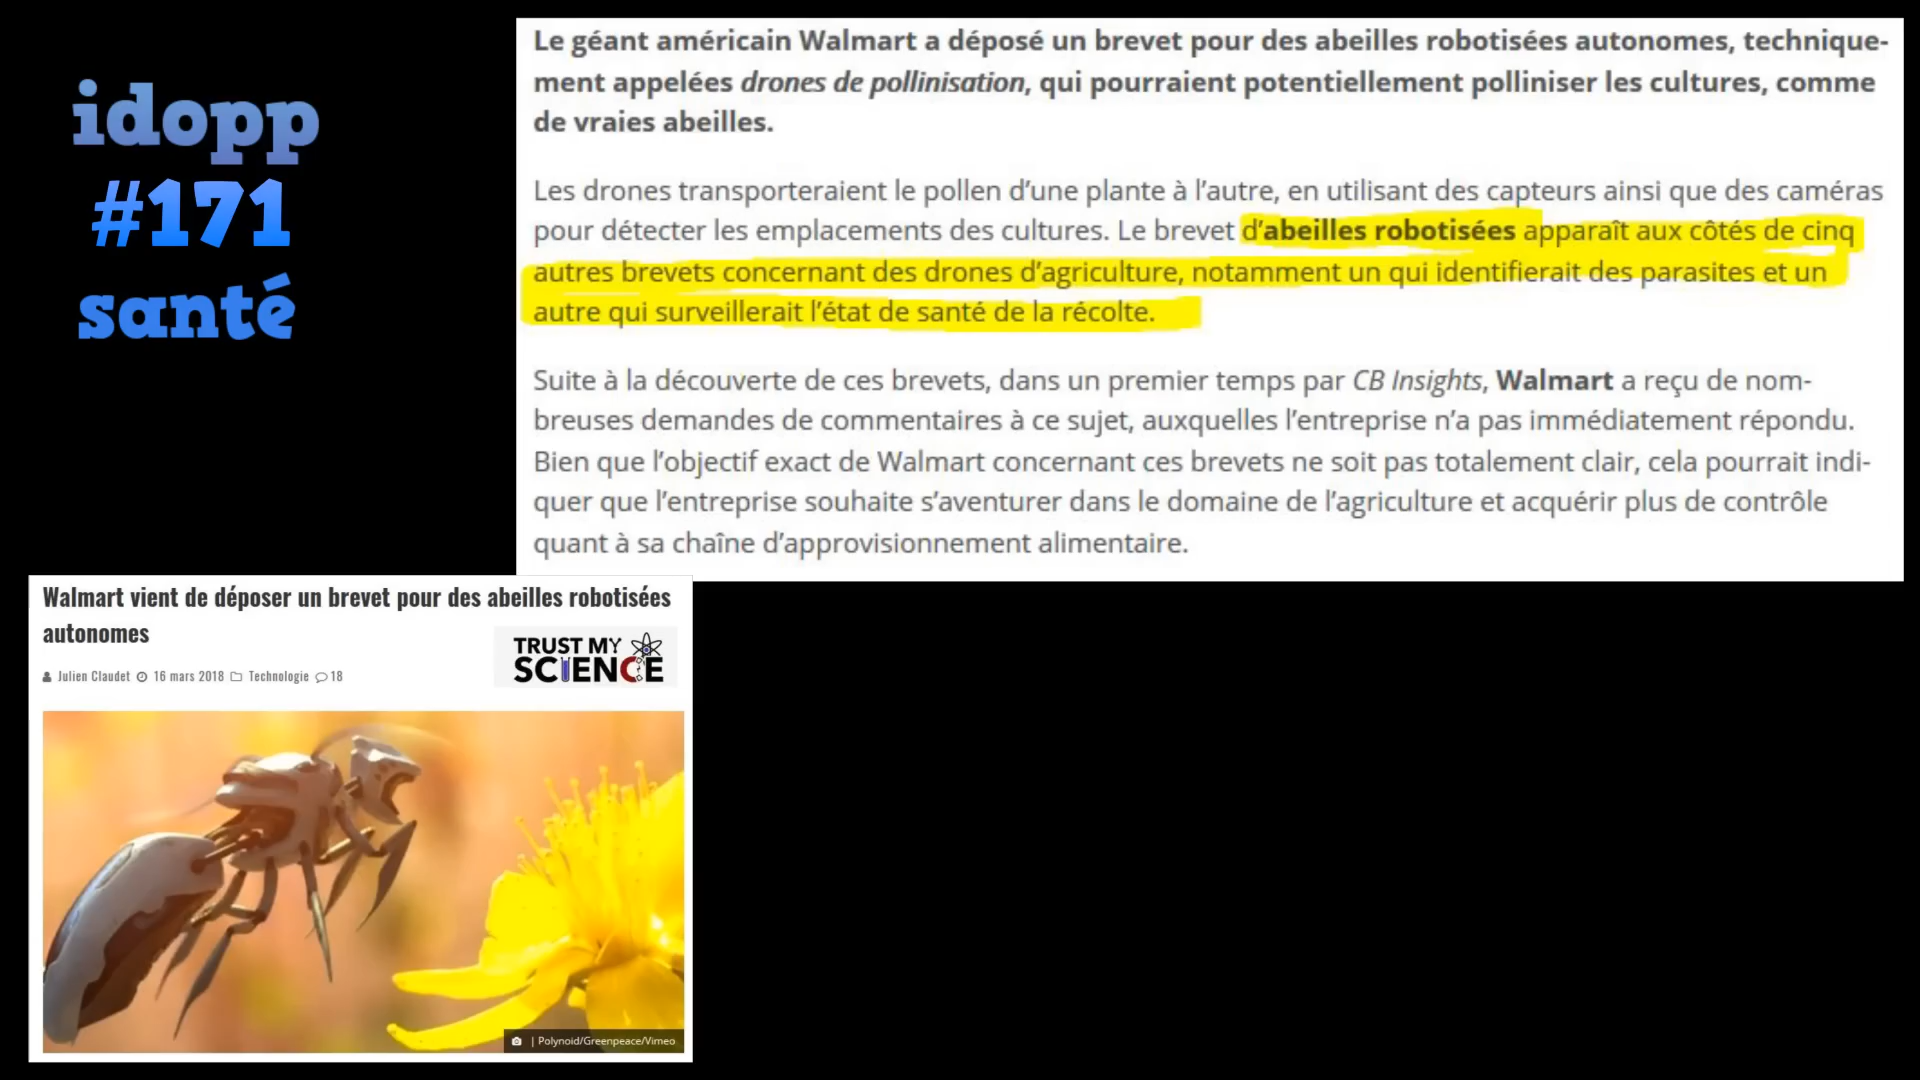 idopp
#171
santé
Le géant américain Walmart a déposé un brevet pour des abeilles robotisées autonomes, technique-
ment appelées drones de pollinisation, qui pourraient potentiellement polliniser les cultures, comme
de vraies abeilles.
Les drones transporteraient le pollen d’une plante à l’autre, en utilisant des capteurs ainsi que des caméras
pour détecter les emplacements des cultures. Le brevet d’abeilles robotisées apparaît aux côtés de cinq
autres brevets concernant des drones d’agriculture, notamment un qui identifierait des parasites et un
autre qui surveillerait l’état de santé de la récolte.
Suite à la découverte de ces brevets, dans un premier temps par CB Insights, Walmart a reçu de nom-
breuses demandes de commentaires à ce sujet, auxquelles l’entreprise n’a pas immédiatement répondu.
Bien que l’objectif exact de Walmart concernant ces brevets ne soit pas totalement clair, cela pourrait indi-
quer que l’entreprise souhaite s’aventurer dans le domaine de l’agriculture et acquérir plus de contrôle
quant à sa chaîne d’approvisionnement alimentaire.
Walmart vient de déposer un brevet pour des abeilles robotisées
autonomes
Julien Claudet 16 mars 2018 Technologie 18
TRUST MY
SCIENCE
| Polynoid/Greenpeace/Vimeo